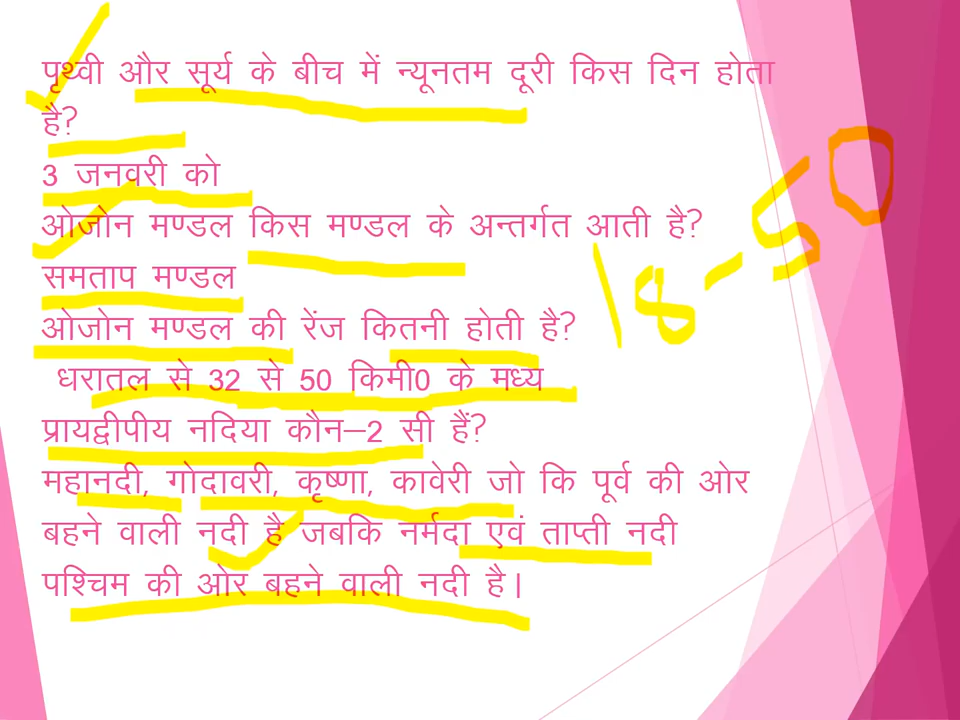 पृथ्वी और सूर्य के बीच में न्यूनतम दूरी किस दिन होता
है?
3 जनवरी को
ओजोन मण्डल किस मण्डल के अन्तर्गत आती है?
समताप मण्डल
ओजोन मण्डल की रेंज कितनी होती है?
धरातल से 32 से 50 किमी0 के मध्य
प्रायद्वीपीय नदिया कौन–2 सी हैं?
महानदी, गोदावरी, कृष्णा, कावेरी जो कि पूर्व की ओर
बहने वाली नदी है जबकि नर्मदा एवं ताप्ती नदी
पश्चिम की ओर बहने वाली नदी है।
18-50